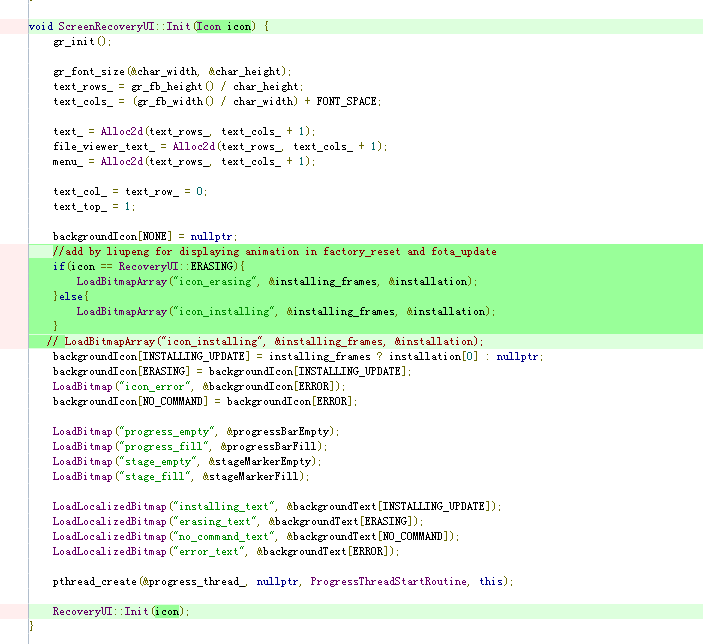 void ScreenRecoveryUI::Init(Icon icon) {
    gr_init();

    gr_font_size(&char_width, &char_height);
    text_rows_ = gr_fb_height() / char_height;
    text_cols_ = (gr_fb_width() / char_width) + FONT_SPACE;

    text_ = Alloc2d(text_rows_, text_cols_ + 1);
    file_viewer_text_ = Alloc2d(text_rows_, text_cols_ + 1);
    menu_ = Alloc2d(text_rows_, text_cols_ + 1);

    text_col_ = text_row_ = 0;
    text_top_ = 1;

    backgroundIcon[NONE] = nullptr;
    //add by liupeng for displaying animation in factory_reset and fota_update
    if(icon == RecoveryUI::ERASING){
        LoadBitmapArray("icon_erasing", &installing_frames, &installation);
    }else{
        LoadBitmapArray("icon_installing", &installing_frames, &installation);
    }
   // LoadBitmapArray("icon_installing", &installing_frames, &installation);
    backgroundIcon[INSTALLING_UPDATE] = installing_frames ? installation[0] : nullptr;
    backgroundIcon[ERASING] = backgroundIcon[INSTALLING_UPDATE];
    LoadBitmap("icon_error", &backgroundIcon[ERROR]);
    backgroundIcon[NO_COMMAND] = backgroundIcon[ERROR];

    LoadBitmap("progress_empty", &progressBarEmpty);
    LoadBitmap("progress_fill", &progressBarFill);
    LoadBitmap("stage_empty", &stageMarkerEmpty);
    LoadBitmap("stage_fill", &stageMarkerFill);

    LoadLocalizedBitmap("installing_text", &backgroundText[INSTALLING_UPDATE]);
    LoadLocalizedBitmap("erasing_text", &backgroundText[ERASING]);
    LoadLocalizedBitmap("no_command_text", &backgroundText[NO_COMMAND]);
    LoadLocalizedBitmap("error_text", &backgroundText[ERROR]);

    pthread_create(&progress_thread_, nullptr, ProgressThreadStartRoutine, this);

    RecoveryUI::Init(icon);
}